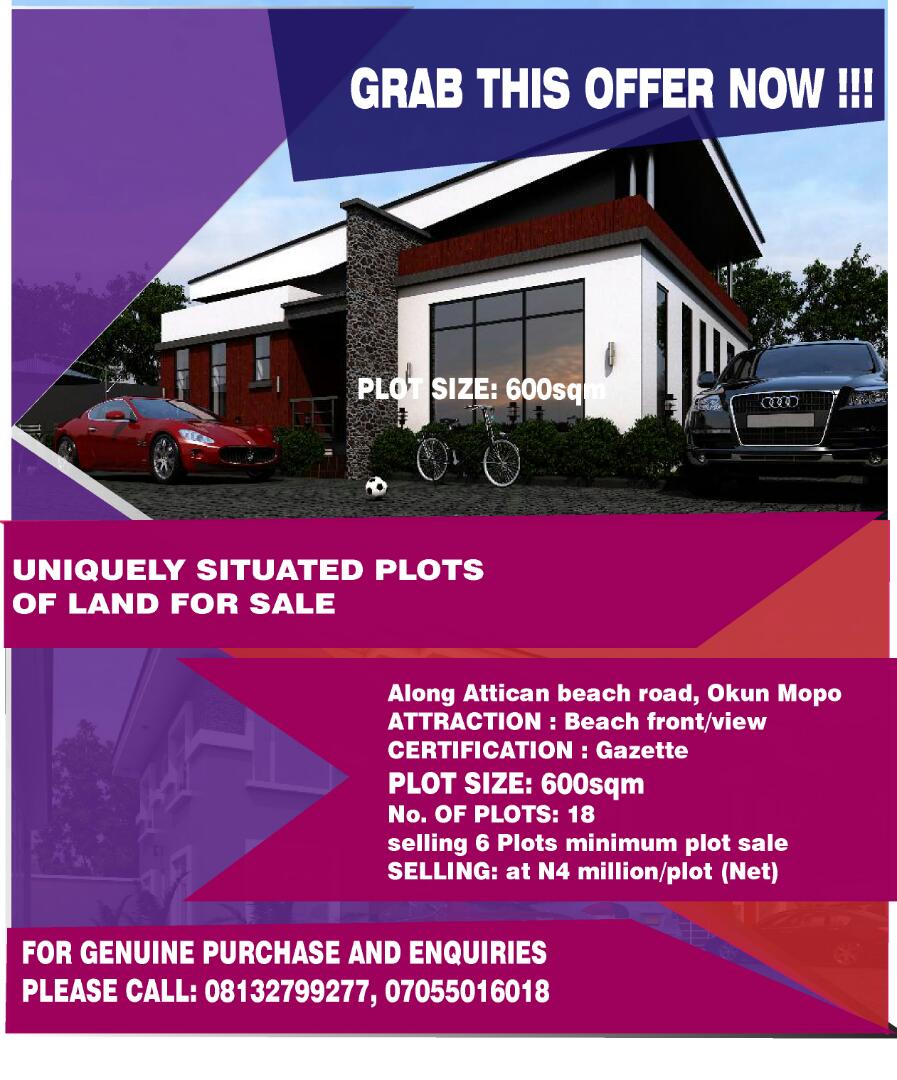 GRAB THIS OFFER NOW !!!
PLOT SIZE: 600sqm
UNIQUELY SITUATED PLOTS
OF LAND FOR SALE
Along Attican beach road, Okun Mopo
ATTRACTION : Beach front/view
CERTIFICATION : Gazette
PLOT SIZE: 600sqm
No. OF PLOTS: 18
selling 6 Plots minimum plot sale
SELLING: at N4 million/plot (Net)
FOR GENUINE PURCHASE AND ENQUIRIES
PLEASE CALL: 08132799277, 07055016018